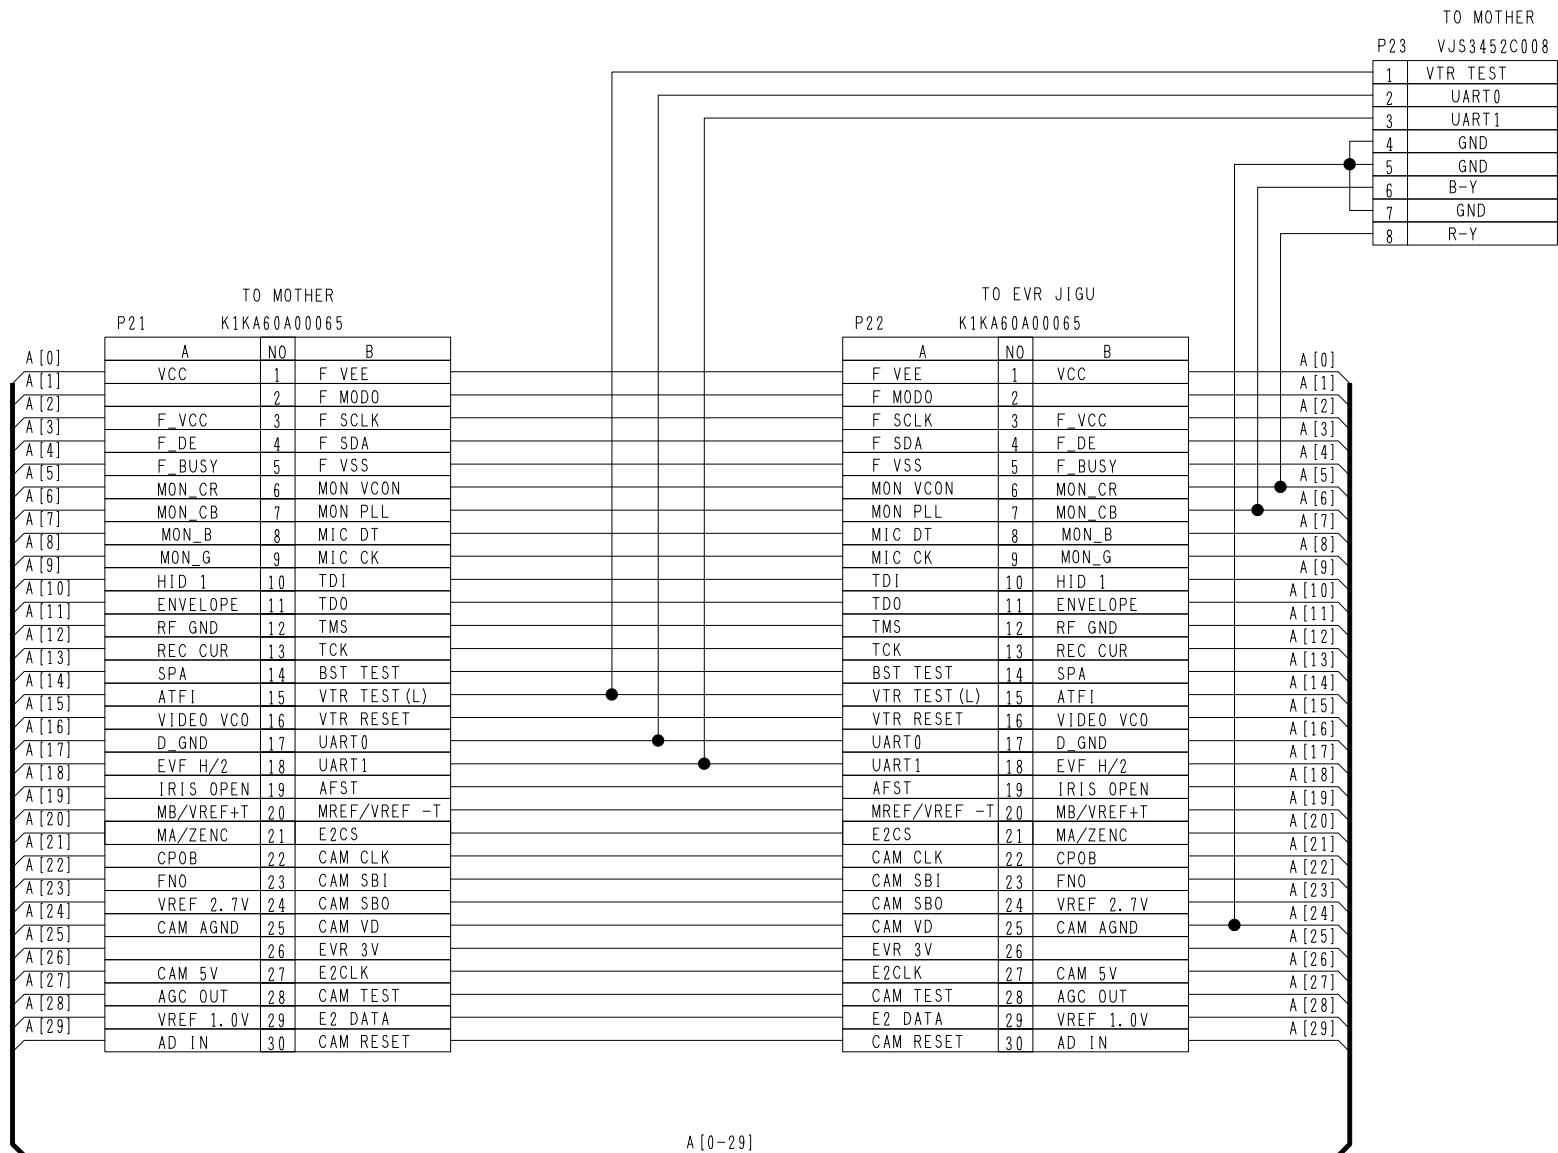 TO MOTHER
P23 VJS3452C008
1 VTR TEST
2 UART0
3 UART1
4 GND
5 GND
6 B-Y
7 GND
8 R-Y
TO MOTHER
P21 K1KA60A00065
A NO B
VCC 1 F VEE
2 F MODO
F_VCC 3 F SCLK
F_DE 4 F SDA
F_BUSY 5 F VSS
MON_CR 6 MON VCON
MON_CB 7 MON PLL
MON_B 8 MIC DT
MON_G 9 MIC CK
HID 1 10 TDI
ENVELOPE 11 TDO
RF GND 12 TMS
REC CUR 13 TCK
SPA 14 BST TEST
ATFI 15 VTR TEST(L)
VIDEO VCO 16 VTR RESET
D_GND 17 UART0
EVF H/2 18 UART1
IRIS OPEN 19 AFST
MB/VREF+T 20 MREF/VREF -T
MA/ZENC 21 E2CS
CPOB 22 CAM CLK
FNO 23 CAM SBI
VREF 2.7V 24 CAM SBO
CAM AGND 25 CAM VD
26 EVR 3V
CAM 5V 27 E2CLK
AGC OUT 28 CAM TEST
VREF 1.0V 29 E2 DATA
AD IN 30 CAM RESET
A[0]
A[1]
A[2]
A[3]
A[4]
A[5]
A[6]
A[7]
A[8]
A[9]
A[10]
A[11]
A[12]
A[13]
A[14]
A[15]
A[16]
A[17]
A[18]
A[19]
A[20]
A[21]
A[22]
A[23]
A[24]
A[25]
A[26]
A[27]
A[28]
A[29]
TO EVR JIGU
P22 K1KA60A00065
A NO B
F VEE 1 VCC
F MODO 2
F SCLK 3 F_VCC
F SDA 4 F_DE
F VSS 5 F_BUSY
MON VCON 6 MON_CR
MON PLL 7 MON_CB
MIC DT 8 MON_B
MIC CK 9 MON_G
TDI 10 HID 1
TDO 11 ENVELOPE
TMS 12 RF GND
TCK 13 REC CUR
BST TEST 14 SPA
VTR TEST(L) 15 ATFI
VTR RESET 16 VIDEO VCO
UART0 17 D_GND
UART1 18 EVF H/2
AFST 19 IRIS OPEN
MREF/VREF -T 20 MB/VREF+T
E2CS 21 MA/ZENC
CAM CLK 22 CPOB
CAM SBI 23 FNO
CAM SBO 24 VREF 2.7V
CAM VD 25 CAM AGND
EVR 3V 26
E2CLK 27 CAM 5V
CAM TEST 28 AGC OUT
E2 DATA 29 VREF 1.0V
CAM RESET 30 AD IN
A[0]
A[1]
A[2]
A[3]
A[4]
A[5]
A[6]
A[7]
A[8]
A[9]
A[10]
A[11]
A[12]
A[13]
A[14]
A[15]
A[16]
A[17]
A[18]
A[19]
A[20]
A[21]
A[22]
A[23]
A[24]
A[25]
A[26]
A[27]
A[28]
A[29]
A[0-29]